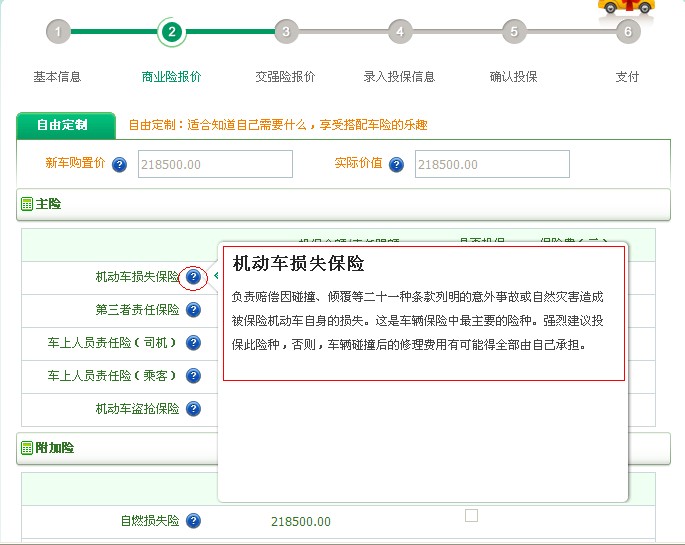 1 2 3 4 5 6
基本信息 商业险报价 交强险报价 录入投保信息 确认投保 支付
自由定制 自由定制：适合知道自己需要什么，享受搭配车险的乐趣
新车购置价 ? 218500.00 实际价值 ? 218500.00
主险
机动车损失保险 ?
机动车损失保险
负责赔偿因碰撞、倾覆等二十一种条款列明的意外事故或自然灾害造成
被保险机动车自身的损失。这是车辆保险中最主要的险种。强烈建议投
保此险种，否则，车辆碰撞后的修理费用有可能得全部由自己承担。
第三者责任保险 ?
车上人员责任险（司机） ?
车上人员责任险（乘客） ?
机动车盗抢保险 ?
附加险
自燃损失险 ? 218500.00